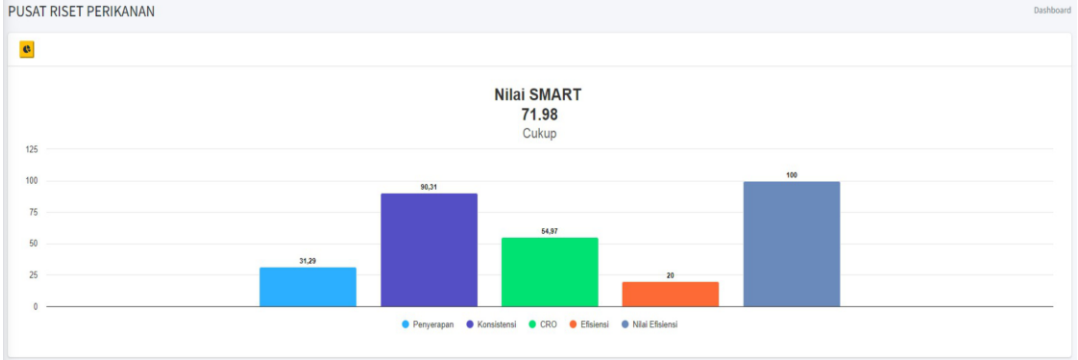 PUSAT RISET PERIKANAN
Dashboard
Nilai SMART
71.98
Cukup
125
100
75
50
25
0
31,29
90,31
54,97
20
100
Penyerapan Konsistensi CRO Efisiensi Nilai Efisiensi